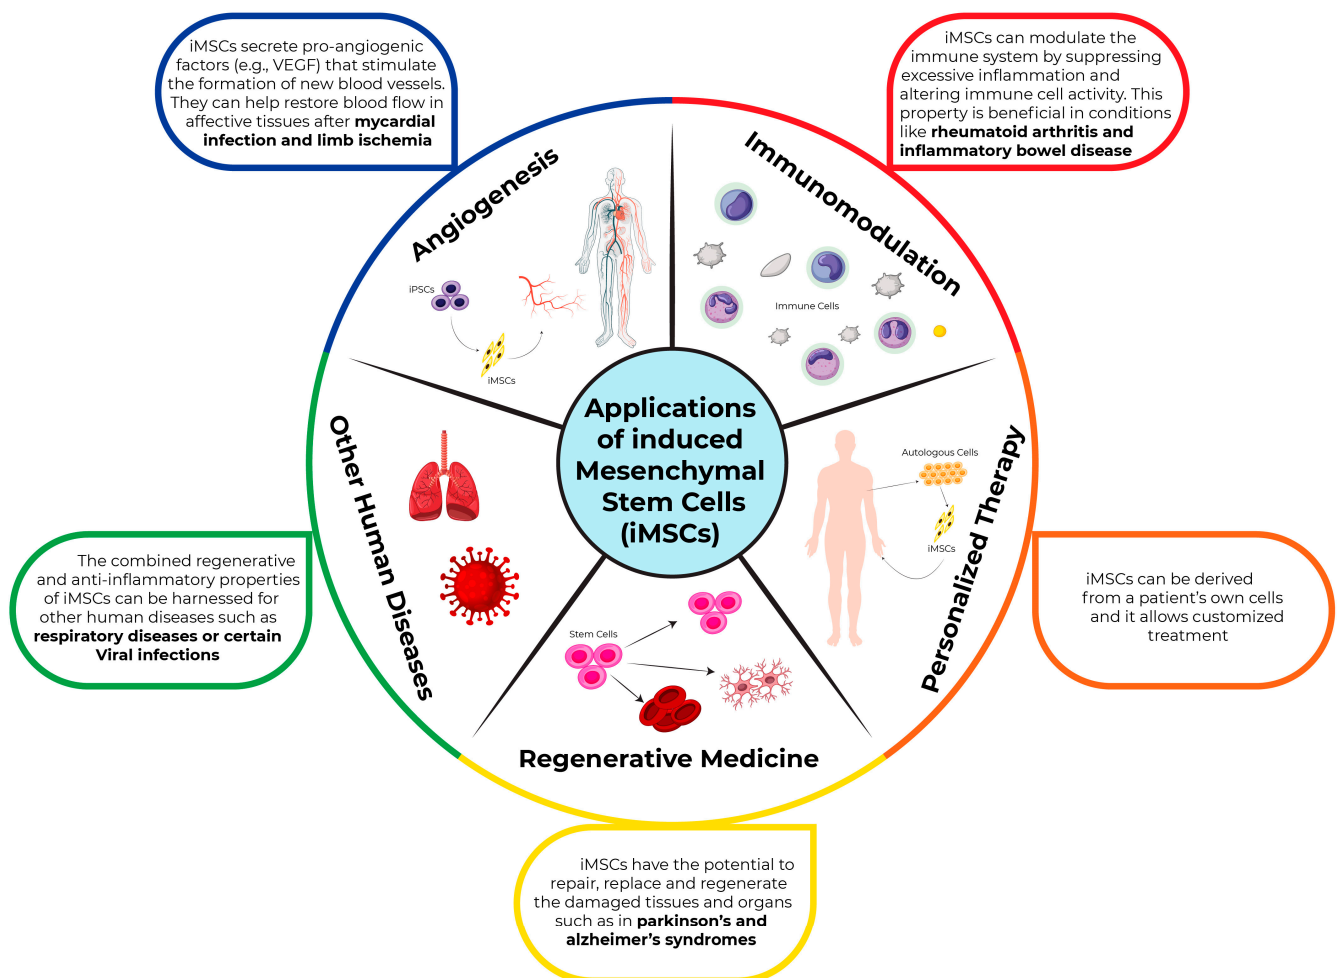 iMSCs secrete pro-angiogenic
factors (e.g., VEGF) that stimulate
the formation of new blood vessels.
They can help restore blood flow in
affective tissues after mycardial
infection and limb ischemia
iMSCs can modulate the
immune system by suppressing
excessive inflammation and
altering immune cell activity. This
property is beneficial in conditions
like rheumatoid arthritis and
inflammatory bowel disease
Angiogenesis
iPSCs
iMSCs
Immunomodulation
Immune Cells
Applications
of induced
Mesenchymal
Stem Cells
(iMSCs)
Other Human Diseases
Personalized Therapy
Autologous Cells
iMSCs
The combined regenerative
and anti-inflammatory properties
of iMSCs can be harnessed for
other human diseases such as
respiratory diseases or certain
Viral infections
iMSCs can be derived
from a patient's own cells
and it allows customized
treatment
Stem Cells
Regenerative Medicine
iMSCs have the potential to
repair, replace and regenerate
the damaged tissues and organs
such as in parkinson's and
alzheimer's syndromes